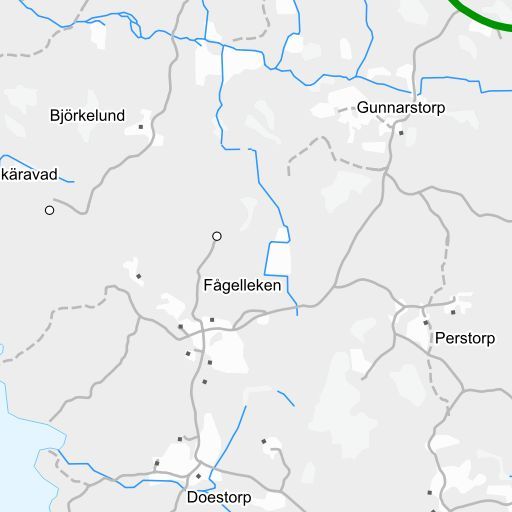 Gunnarstorp
Björkelund
käravad
Fågelleken
Perstorp
Doestorp